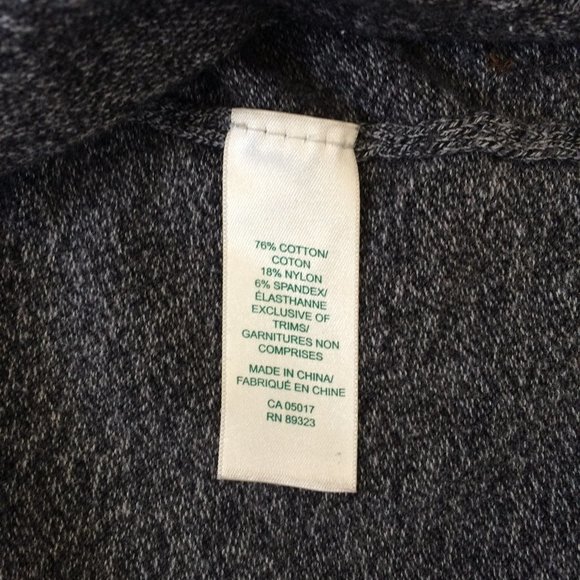 76% COTTON/
COTON
18% NYLON
6% SPANDEX/
ÉLASTHANNE
EXCLUSIVE OF
TRIMS/
GARNITURES NON
COMPRISES
MADE IN CHINA/
FABRIQUÉ EN CHINE
CA 05017
RN 89323